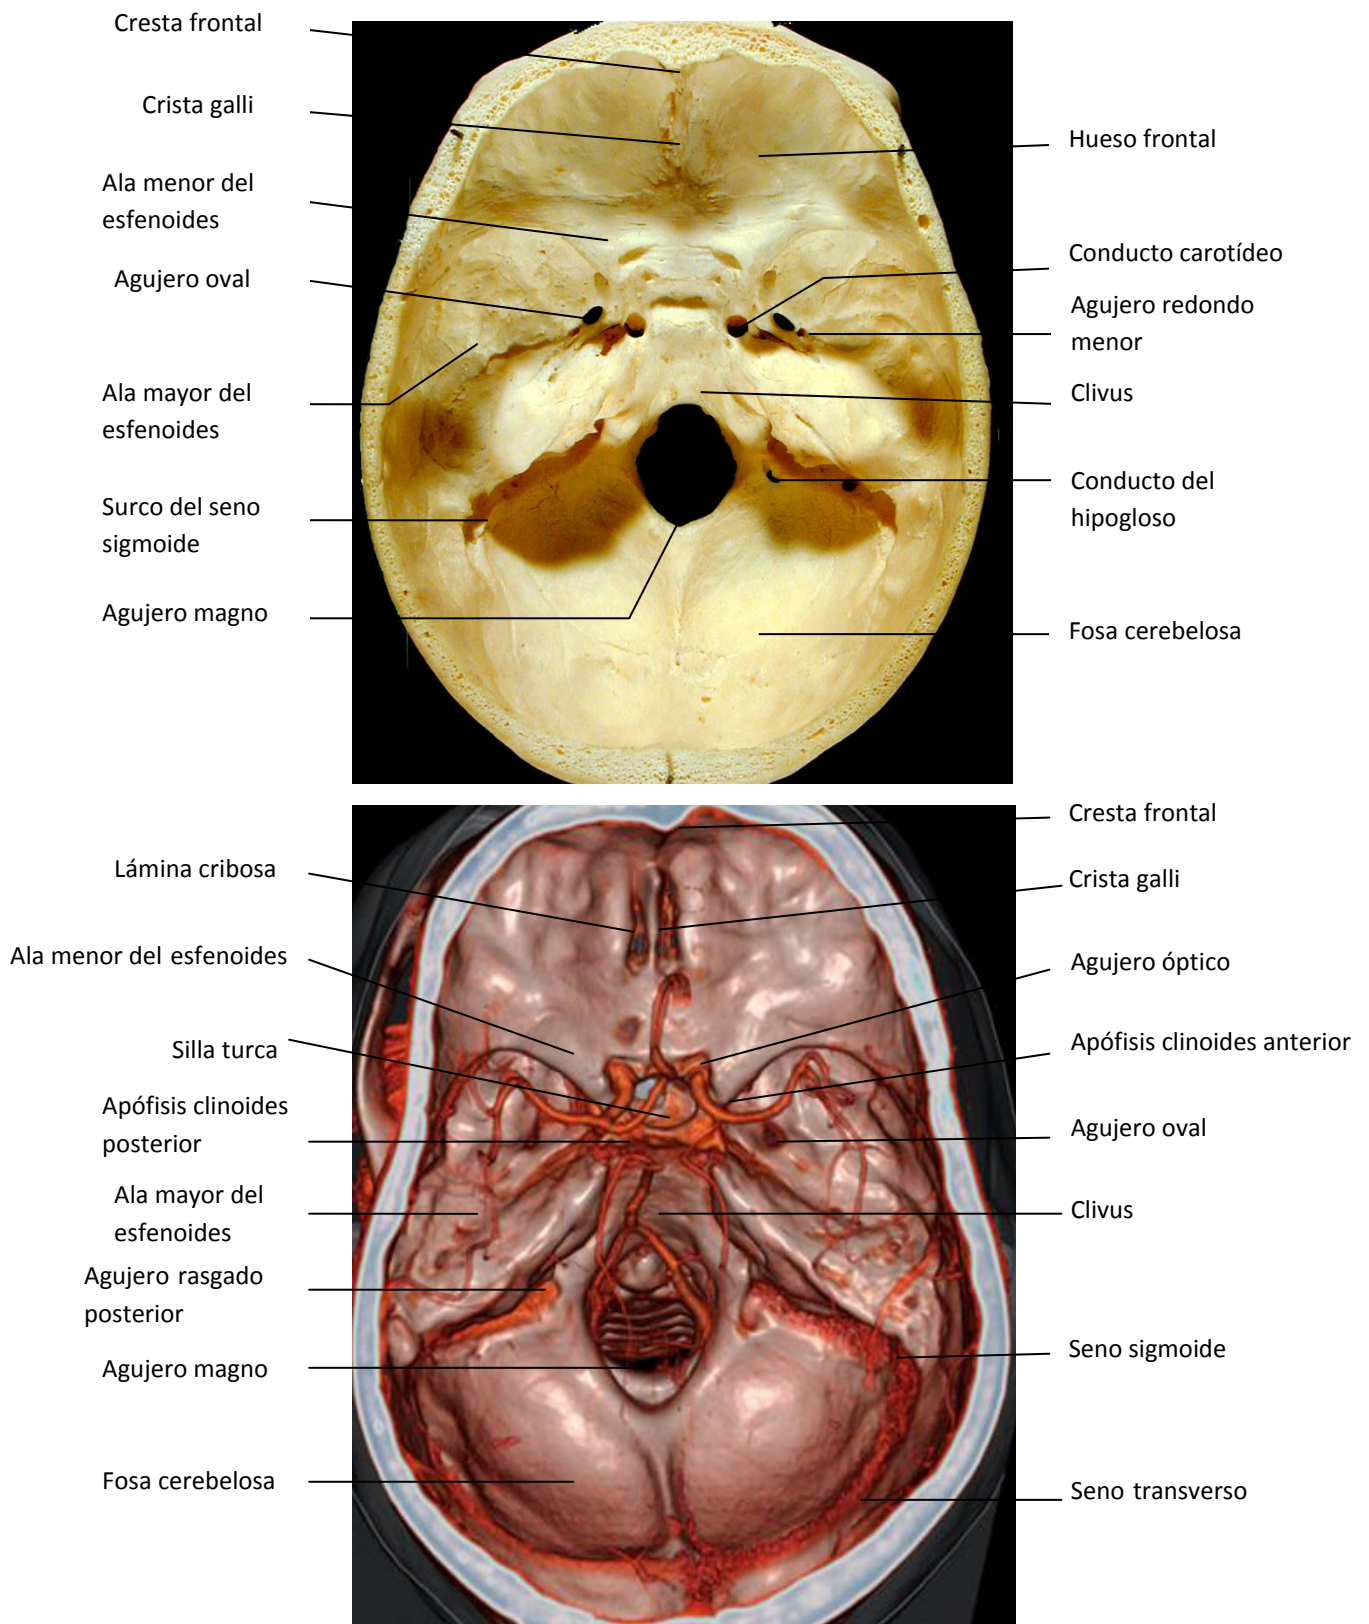 Cresta frontal
Crista galli
Ala menor del
esfenoides
Agujero oval
Ala mayor del
esfenoides
Surco del seno
sigmoide
Agujero magno
Hueso frontal
Conducto carotídeo
Agujero redondo
menor
Clivus
Conducto del
hipogloso
Fosa cerebelosa
Lámina cribosa
Ala menor del esfenoides
Silla turca
Apófisis clinoides
posterior
Ala mayor del
esfenoides
Agujero rasgado
posterior
Agujero magno
Fosa cerebelosa
Cresta frontal
Crista galli
Agujero óptico
Apófisis clinoides anterior
Agujero oval
Clivus
Seno sigmoide
Seno transverso